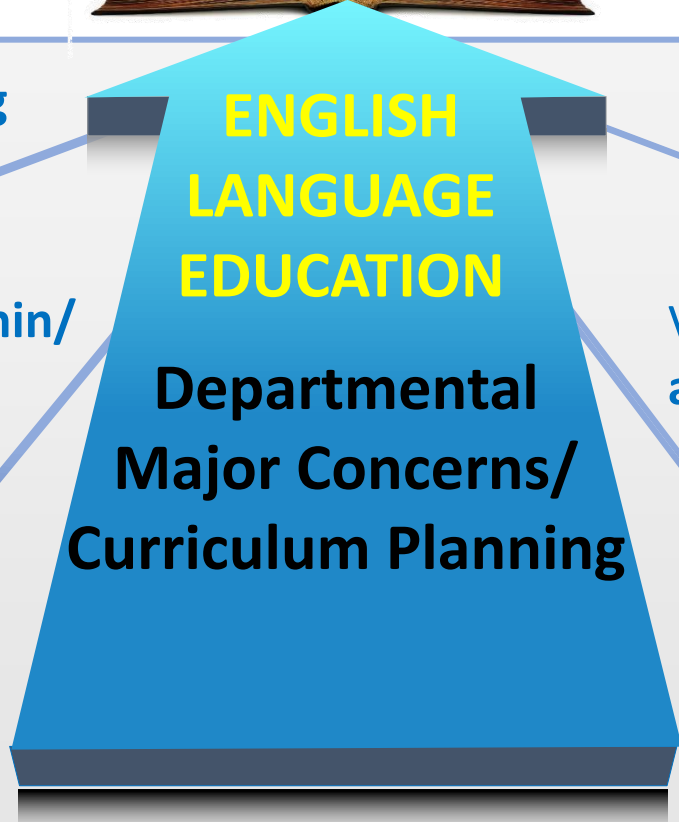 ENGLISH
LANGUAGE
EDUCATION
Departmental
Major Concerns/
Curriculum Planning